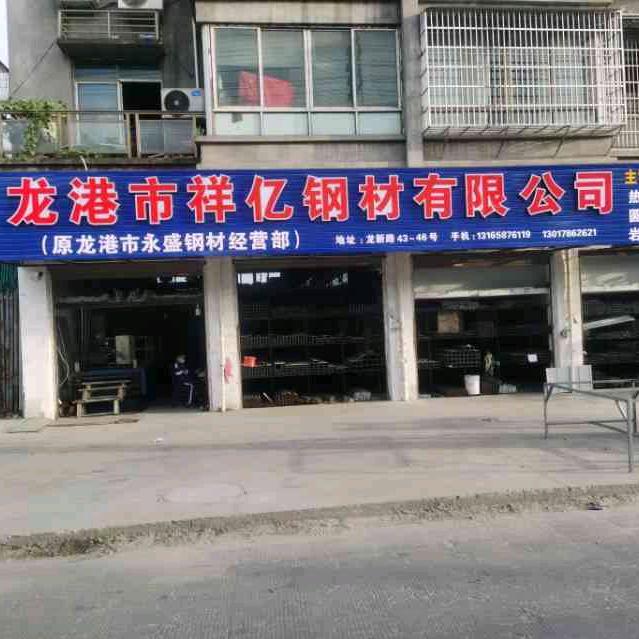 龙港市祥亿钢材有限公司
（原龙港市永盛钢材经营部）
地址：龙新路43-46号 手机：13165876119 13017862621
主